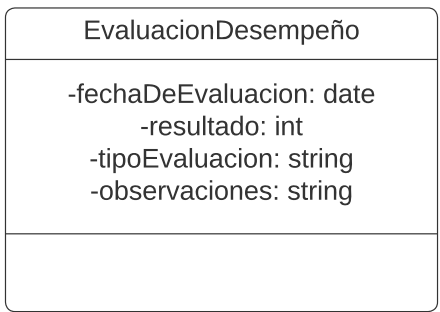 EvaluacionDesempeño
-fechaDeEvaluacion: date
-resultado: int
-tipoEvaluacion: string
-observaciones: string